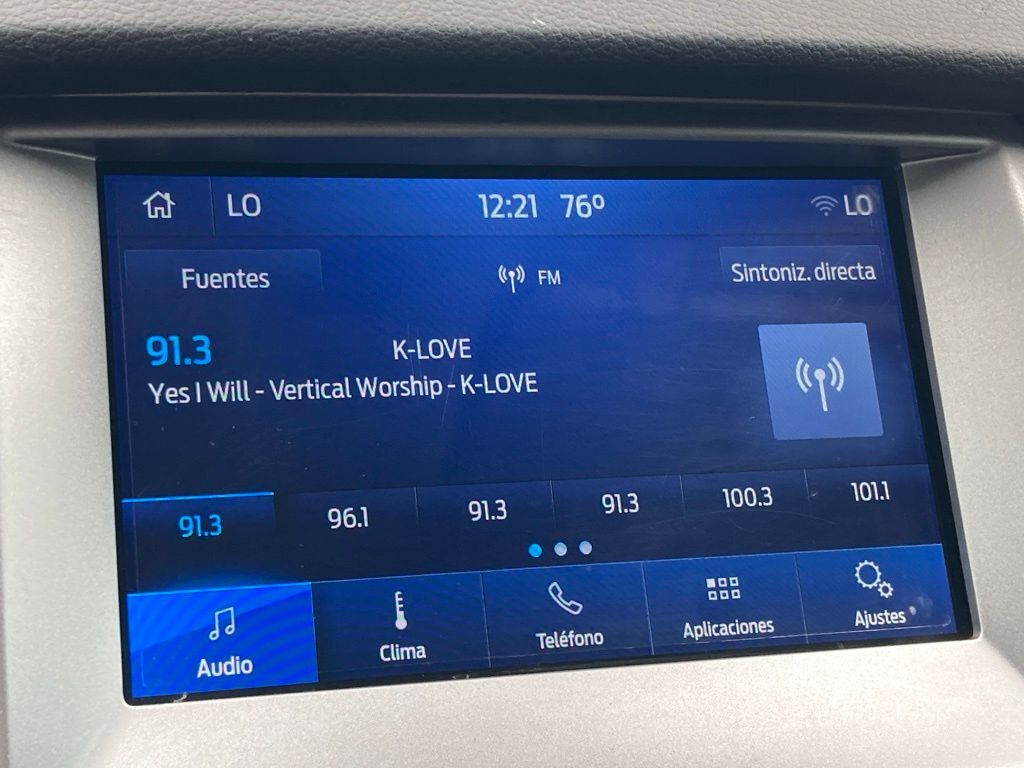 LO 12:21 76° LO
Fuentes FM Sintoniz. directa
91.3 K-LOVE
Yes I Will - Vertical Worship - K-LOVE
91.3 96.1 91.3 91.3 100.3 101.1
Audio Clima Teléfono Aplicaciones Ajustes